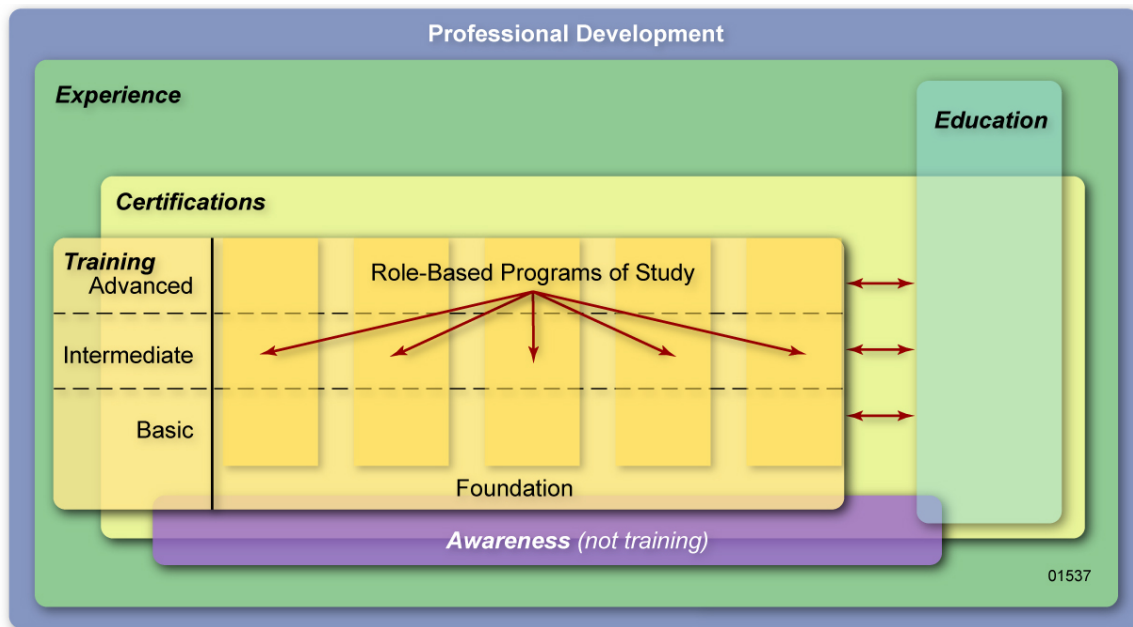 Professional Development
Experience
Education
Certifications
Training
Advanced
Role-Based Programs of Study
Intermediate
Basic
Foundation
Awareness (not training)
01537